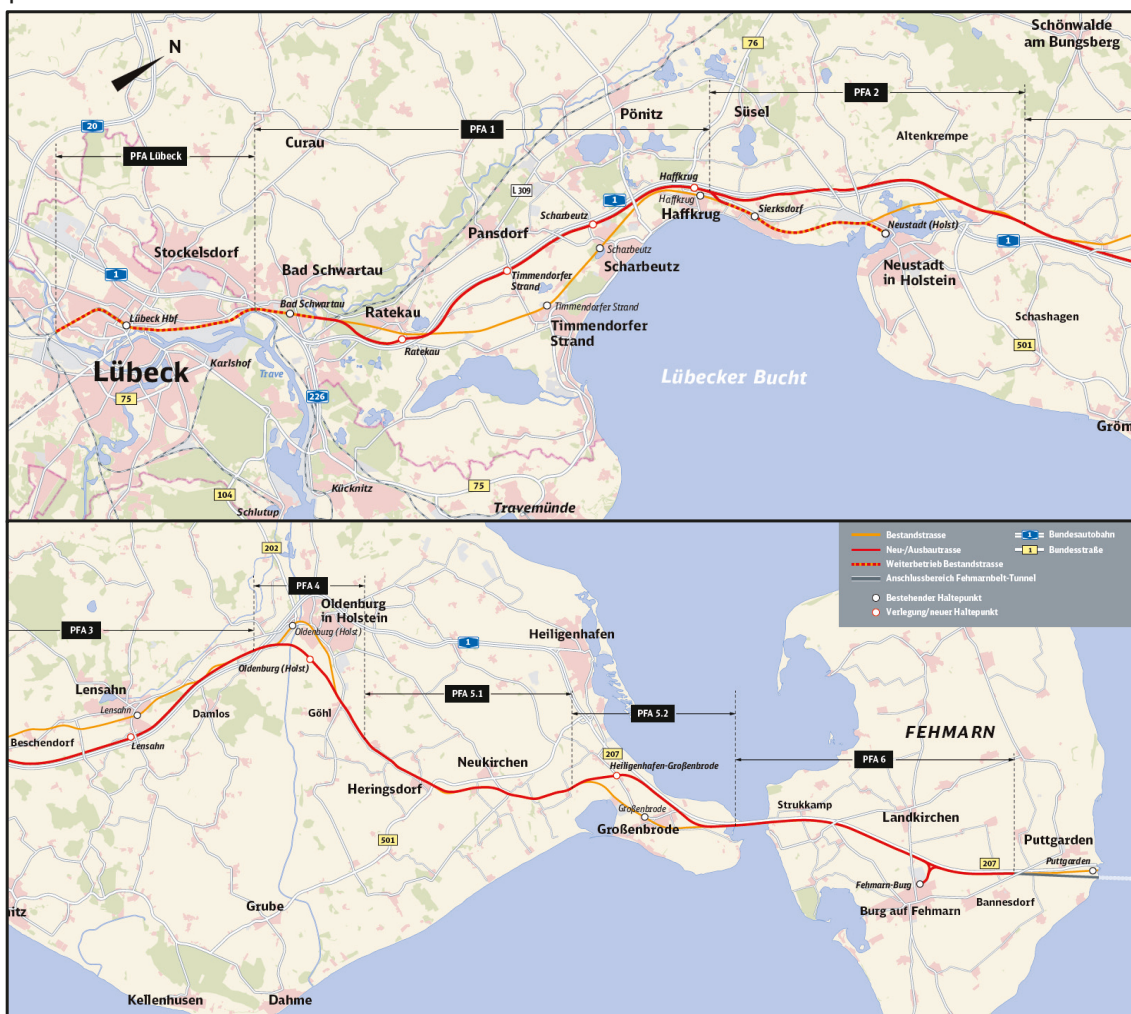 Schönwalde
am Bungsberg
N
76
PFA 2
Pönitz
Süsel
20
PFA 1
Altenkrempe
Curau
PFA Lübeck
L 309
Haffkrug
1
Haffkrug
Sierksdorf
Scharbeutz
Haffkrug
Pansdorf
Neustadt (Holst)
1
Stockelsdorf
Scharbeutz
Scharbeutz
Neustadt
in Holstein
1
Bad Schwartau
Timmendorfer
Strand
Bad Schwartau
Timmendorfer Strand
Ratekau
Lübeck Hbf
Timmendorfer
Strand
Schashagen
Ratekau
501
Karlshof
Lübeck
Trave
Lübecker Bucht
75
226
Gröm
Kücknitz
75
104
Schlutup
Travemünde
Bestandstrasse
1
Bundesautobahn
Neu-/Ausbautrasse
1
Bundesstraße
Weiterbetrieb Bestandstrasse
Anschlussbereich Fehmarnbelt-Tunnel
Bestehender Haltepunkt
Verlegung/neuer Haltepunkt
202
PFA 4
Oldenburg
in Holstein
PFA 3
Oldenburg (Holst)
1
Heiligenhafen
Oldenburg (Holst)
Lensahn
PFA 5.1
Lensahn
Damlos
Göhl
PFA 5.2
FEHMARN
Beschendorf
Lensahn
207
PFA 6
Neukirchen
Heiligenhafen-Großenbrode
Heringsdorf
Großenbrode
Strukkamp
Landkirchen
Großenbrode
Puttgarden
501
207
Puttgarden
Fehmarn-Burg
Grube
Burg auf Fehmarn
Bannesdorf
nitz
Kellenhusen
Dahme